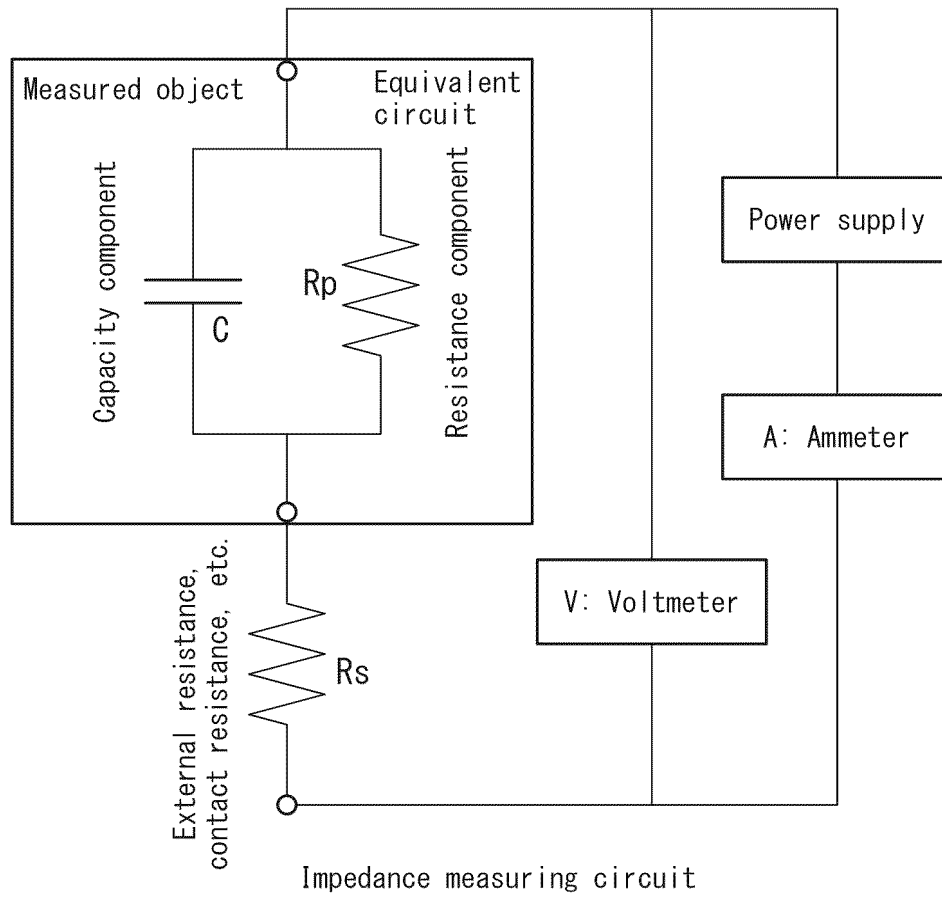 Measured object
Equivalent
circuit
Capacity component
C
Rp
Resistance component
Power supply
A: Ammeter
V: Voltmeter
External resistance,
contact resistance, etc.
Rs
Impedance measuring circuit